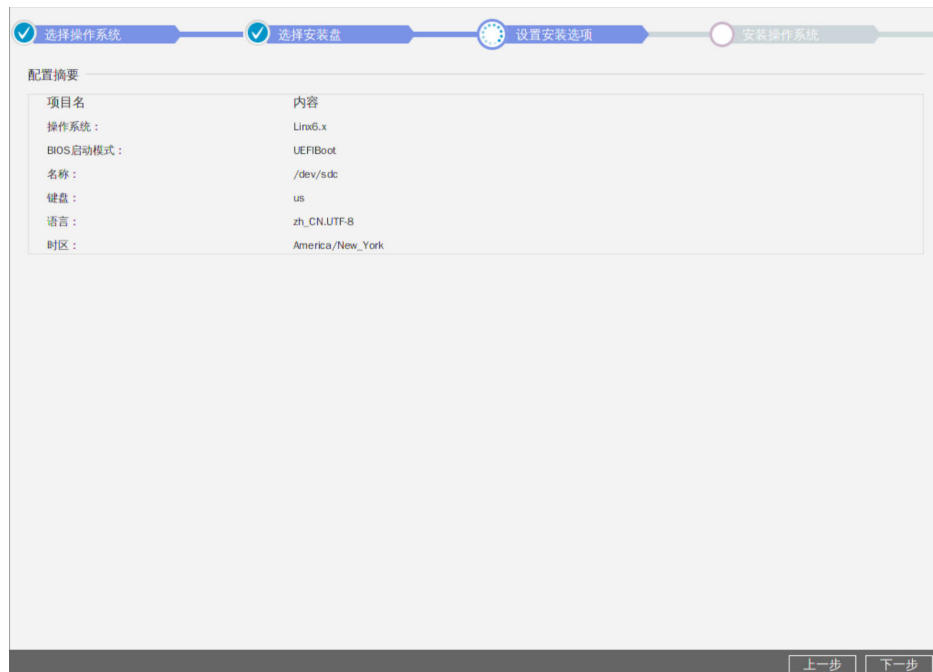 选择操作系统 选择安装盘 设置安装选项 安装操作系统
配置摘要
项目名 内容
操作系统： Linx6.x
BIOS启动模式： UEFIBoot
名称： /dev/sdc
键盘： us
语言： zh_CN.UTF-8
时区： America/New_York
上一步 下一步